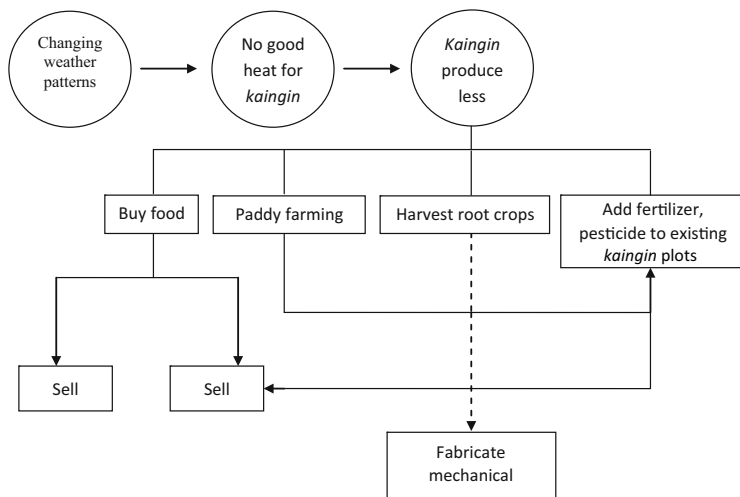 Changing
weather
patterns
No good
heat for
kaingin
Kaingin
produce
less
Buy food
Paddy farming
Harvest root crops
Add fertilizer,
pesticide to existing
kaingin plots
Sell
Sell
Fabricate
mechanical